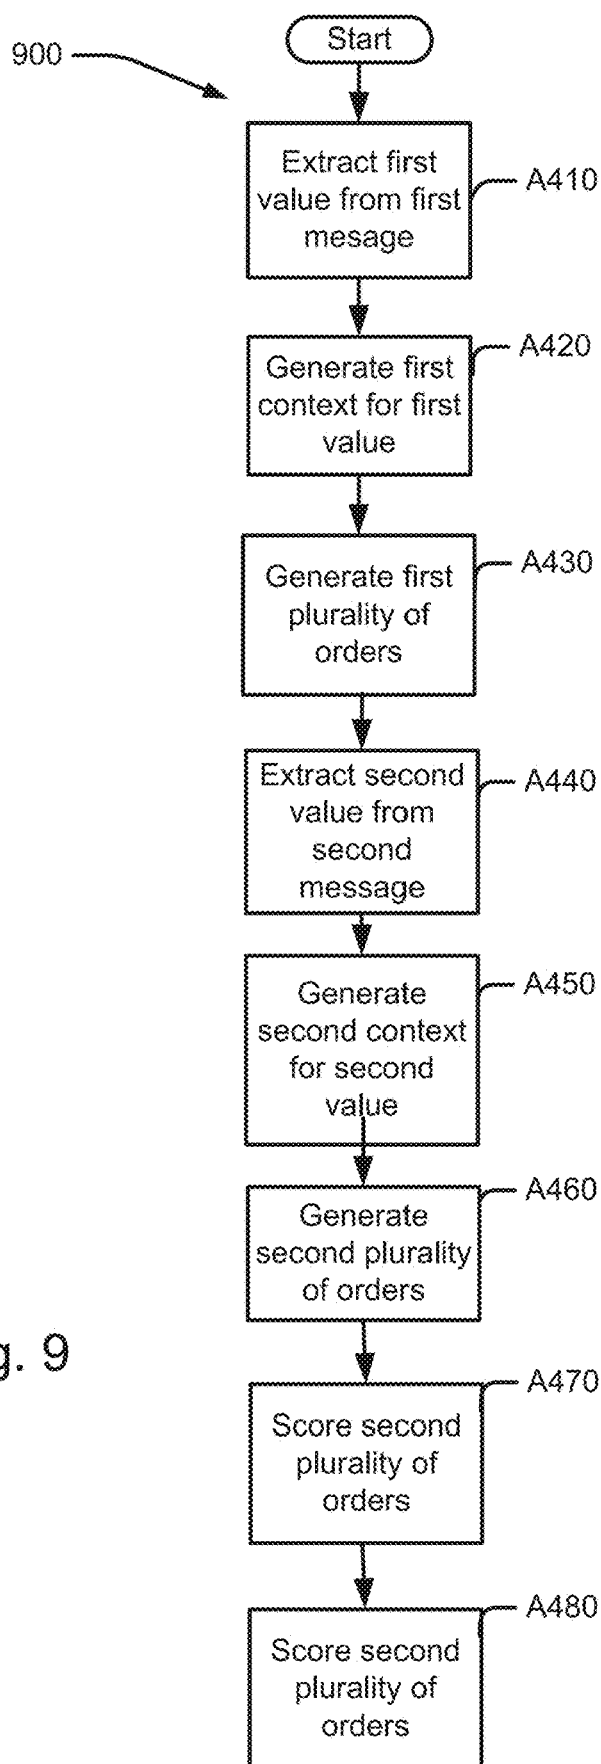 Start
900
Extract first
value from first
mesage
A410
Generate first
context for first
value
A420
Generate first
plurality of
orders
A430
Extract second
value from
second
message
A440
Generate
second context
for second
value
A450
Generate
second plurality
of orders
A460
g. 9
Score second
plurality of
orders
A470
Score second
plurality of
orders
A480